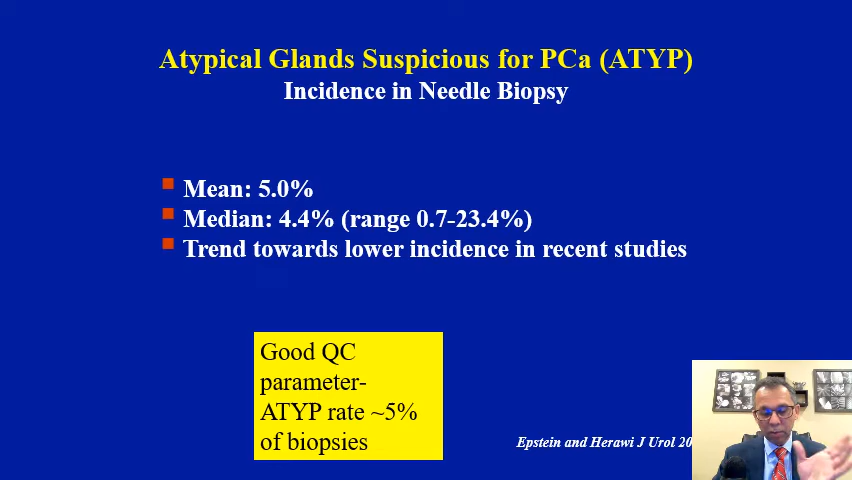 Atypical Glands Suspicious for PCa (ATYP)
Incidence in Needle Biopsy
Mean: 5.0%
Median: 4.4% (range 0.7-23.4%)
Trend towards lower incidence in recent studies
Good QC
parameter-
ATYP rate ~5%
of biopsies
Epstein and Herawi J Urol